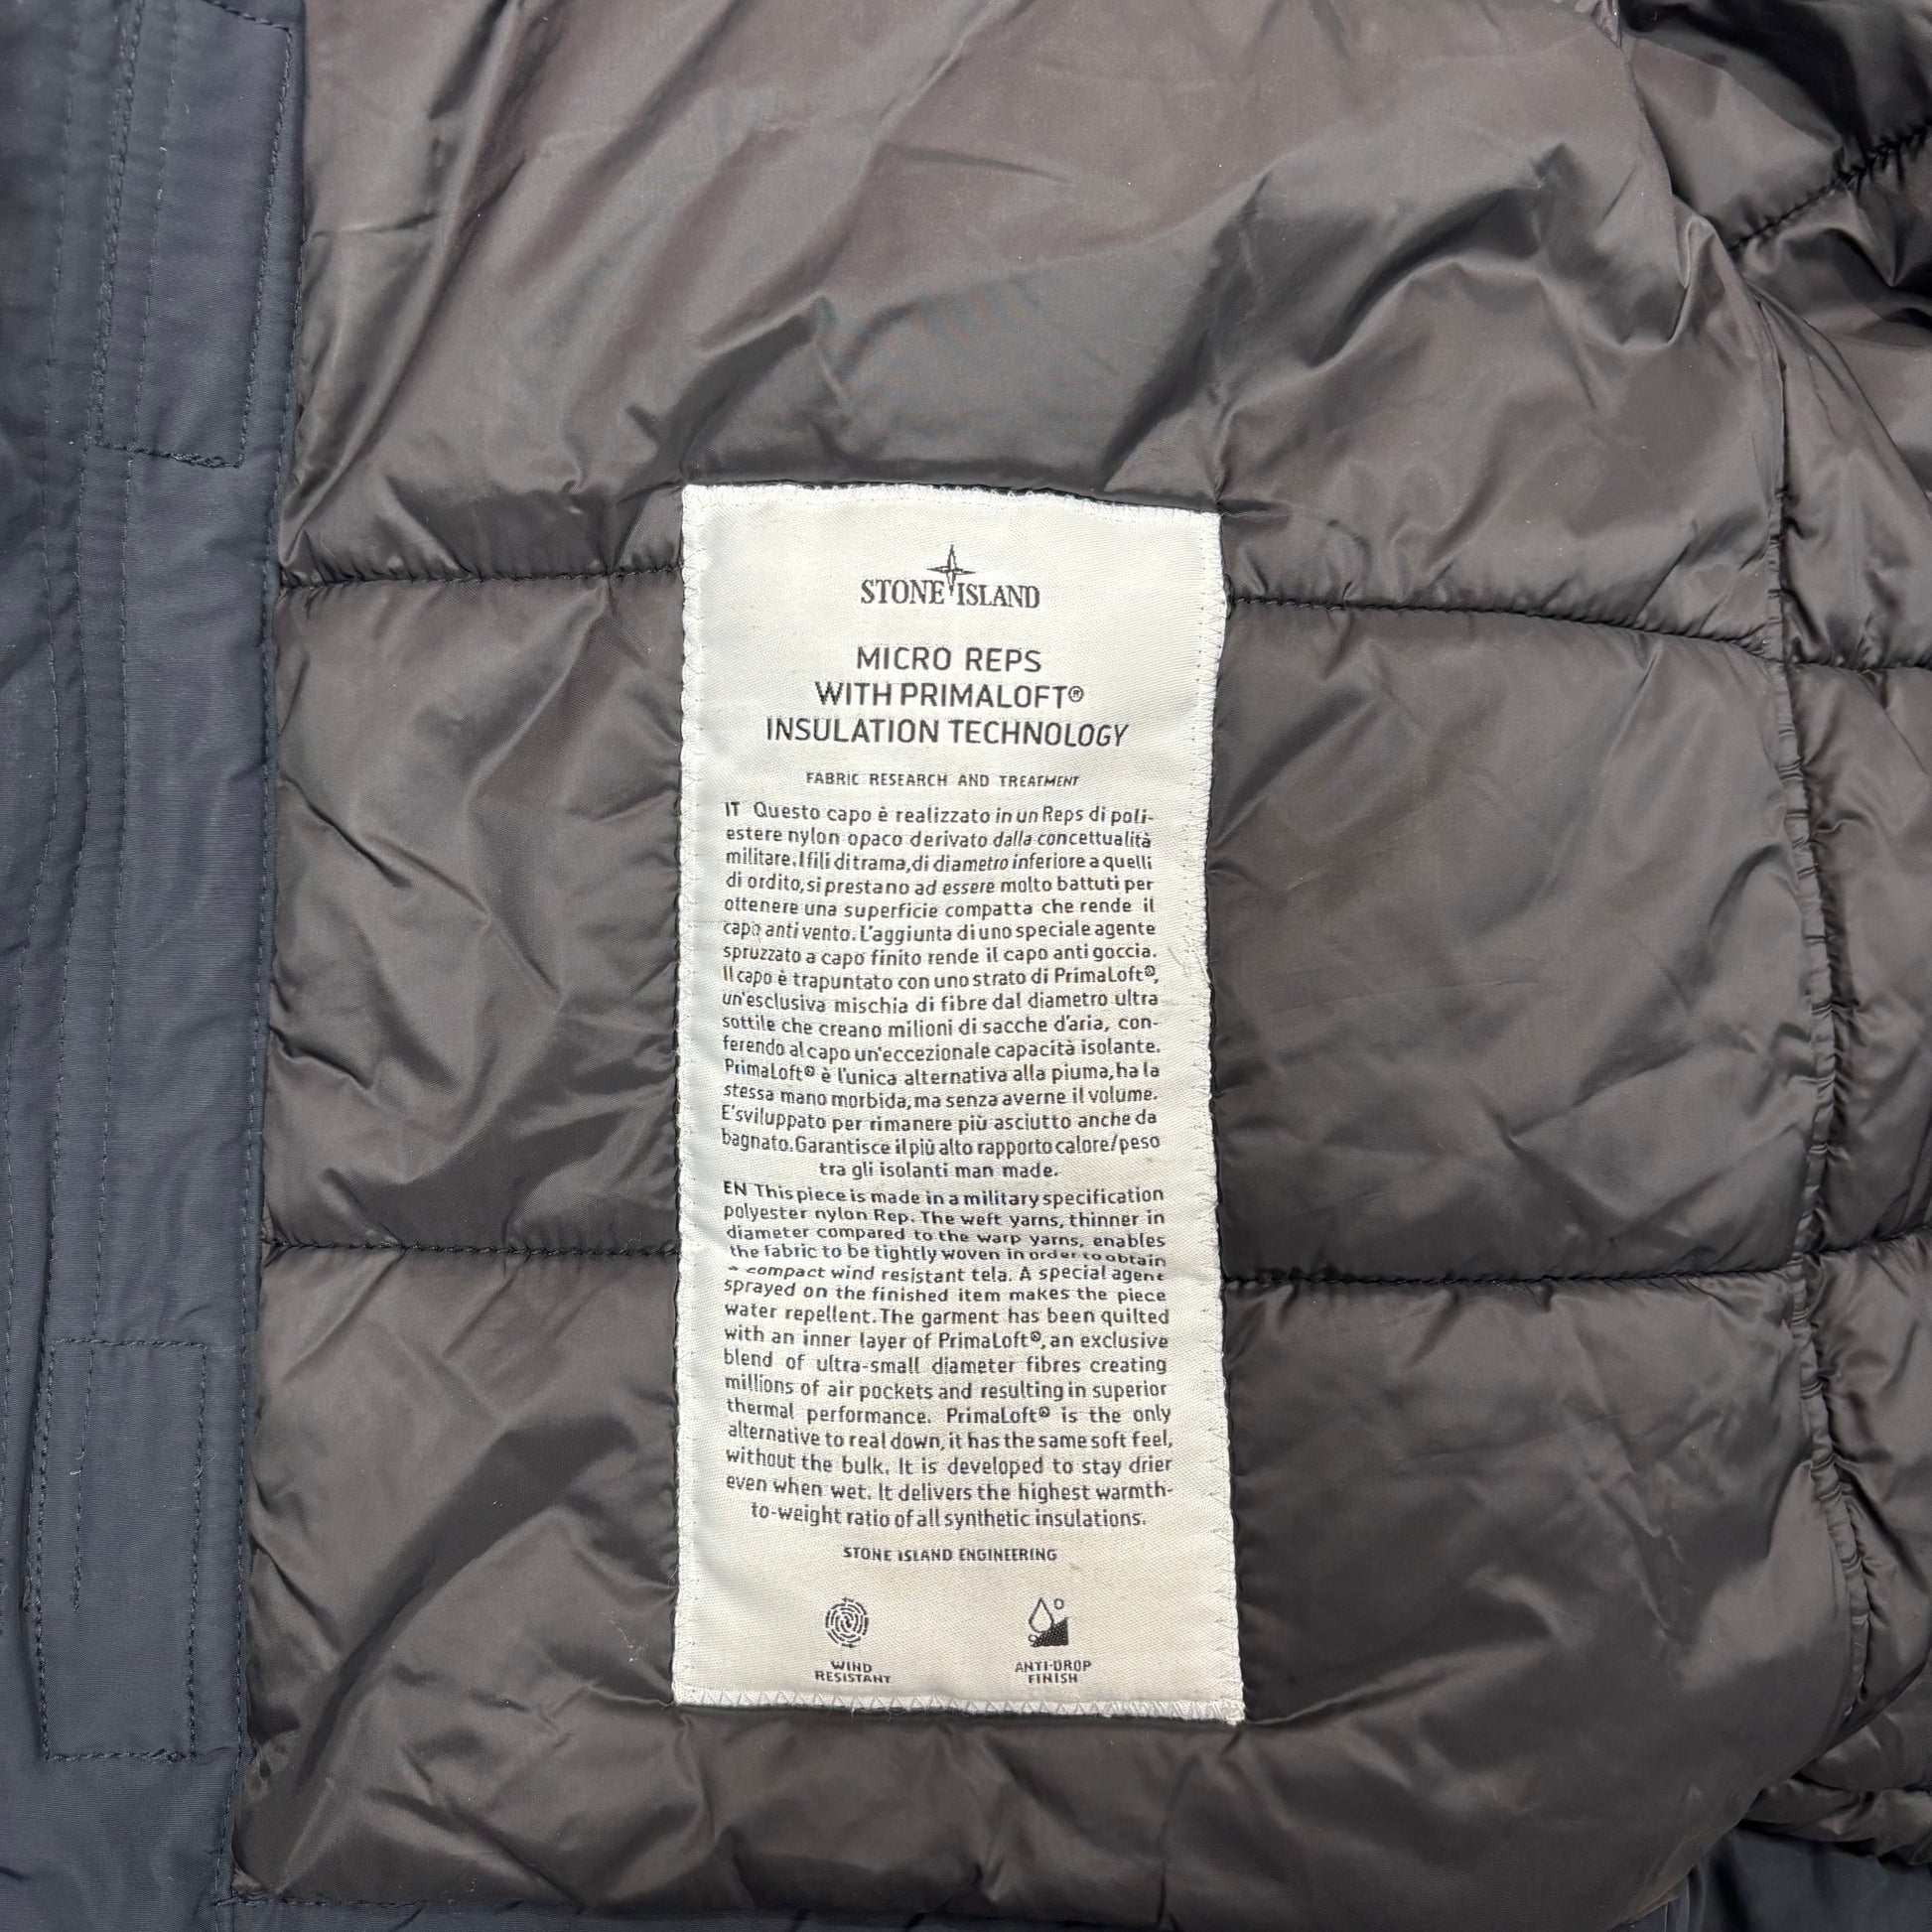 STONE ISLAND
MICRO REPS
WITH PRIMALOFT®
INSULATION TECHNOLOGY
FABRIC RESEARCH AND TREATMENT
IT Questo capo è realizzato in un Reps di poli-
estere nylon opaco derivato dalla concettualità
militare. I fili di trama, di diametro inferiore a quelli
di ordito, si prestano ad essere molto battuti per
ottenere una superficie compatta che rende il
capo anti vento. L'aggiunta di uno speciale agente
spruzzato a capo finito rende il capo anti goccia.
Il capo è trapuntato con uno strato di PrimaLoft®,
un'esclusiva mischia di fibre dal diametro ultra
sottile che creano milioni di sacche d'aria, con-
ferendo al capo un'eccezionale capacità isolante.
PrimaLoft® è l'unica alternativa alla piuma, ha la
stessa mano morbida, ma senza averne il volume.
E'sviluppato per rimanere più asciutto anche da
bagnato. Garantisce il più alto rapporto calore/peso
tra gli isolanti man made.
EN This piece is made in a military specification
polyester nylon Rep. The weft yarns, thinner in
diameter compared to the warp yarns, enables
the fabric to be tightly woven in order to obtain
compact wind resistant tela. A special agent
sprayed on the finished item makes the piece
water repellent. The garment has been quilted
with an inner layer of PrimaLoft®, an exclusive
blend of ultra-small diameter fibres creating
millions of air pockets and resulting in superior
thermal performance. PrimaLoft® is the only
alternative to real down, it has the same soft feel,
without the bulk. It is developed to stay drier
even when wet. It delivers the highest warmth-
to-weight ratio of all synthetic insulations.
STONE ISLAND ENGINEERING
WIND
RESISTANT
ANTI-DROP
FINISH